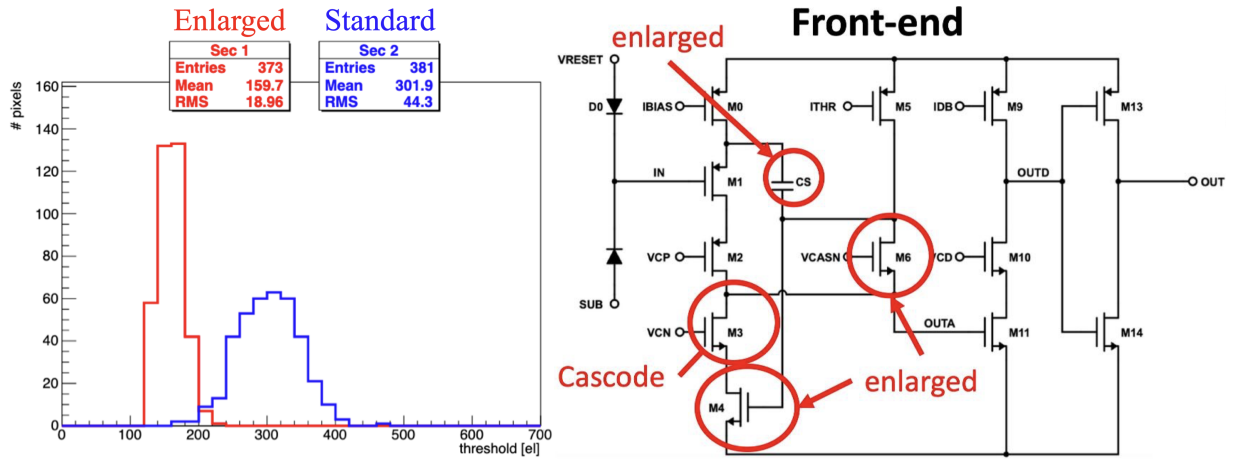 Enlarged Standard
Sec 1
Entries 373
Mean 159.7
RMS 18.96
Sec 2
Entries 381
Mean 301.9
RMS 44.3
# pixels
160
140
120
100
80
60
40
20
0
0 100 200 300 400 500 600 700
threshold [el]
Front-end
enlarged
VRESET
D0
IBIAS M0
ITHR M5
IDB M9
M13
IN M1
CS
OUTD
OUT
VCP M2
VCASN M6
VCD M10
SUB
VCN M3
OUTA
M11
M14
Cascode
enlarged
M4